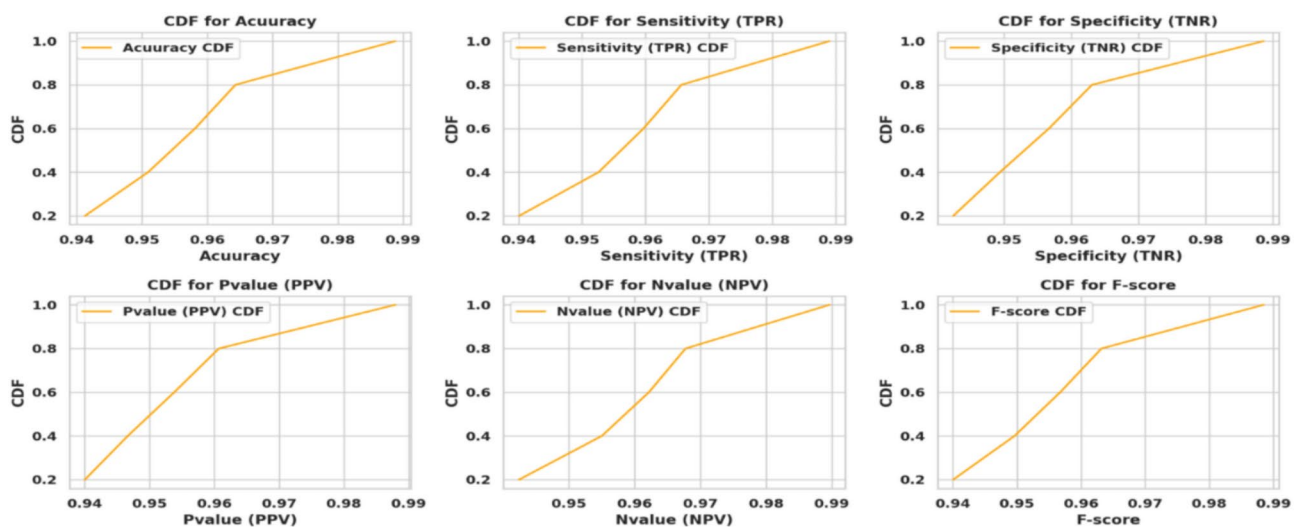 CDF for Acuuracy
Acuuracy CDF
CDF
1.0
0.8
0.6
0.4
0.2
0.94 0.95 0.96 0.97 0.98 0.99
Acuuracy
CDF for Sensitivity (TPR)
Sensitivity (TPR) CDF
CDF
1.0
0.8
0.6
0.4
0.2
0.94 0.95 0.96 0.97 0.98 0.99
Sensitivity (TPR)
CDF for Specificity (TNR)
Specificity (TNR) CDF
CDF
1.0
0.8
0.6
0.4
0.2
0.95 0.96 0.97 0.98 0.99
Specificity (TNR)
CDF for Pvalue (PPV)
Pvalue (PPV) CDF
CDF
1.0
0.8
0.6
0.4
0.2
0.94 0.95 0.96 0.97 0.98 0.99
Pvalue (PPV)
CDF for Nvalue (NPV)
Nvalue (NPV) CDF
CDF
1.0
0.8
0.6
0.4
0.2
0.95 0.96 0.97 0.98 0.99
Nvalue (NPV)
CDF for F-score
F-score CDF
CDF
1.0
0.8
0.6
0.4
0.2
0.94 0.95 0.96 0.97 0.98 0.99
F-score